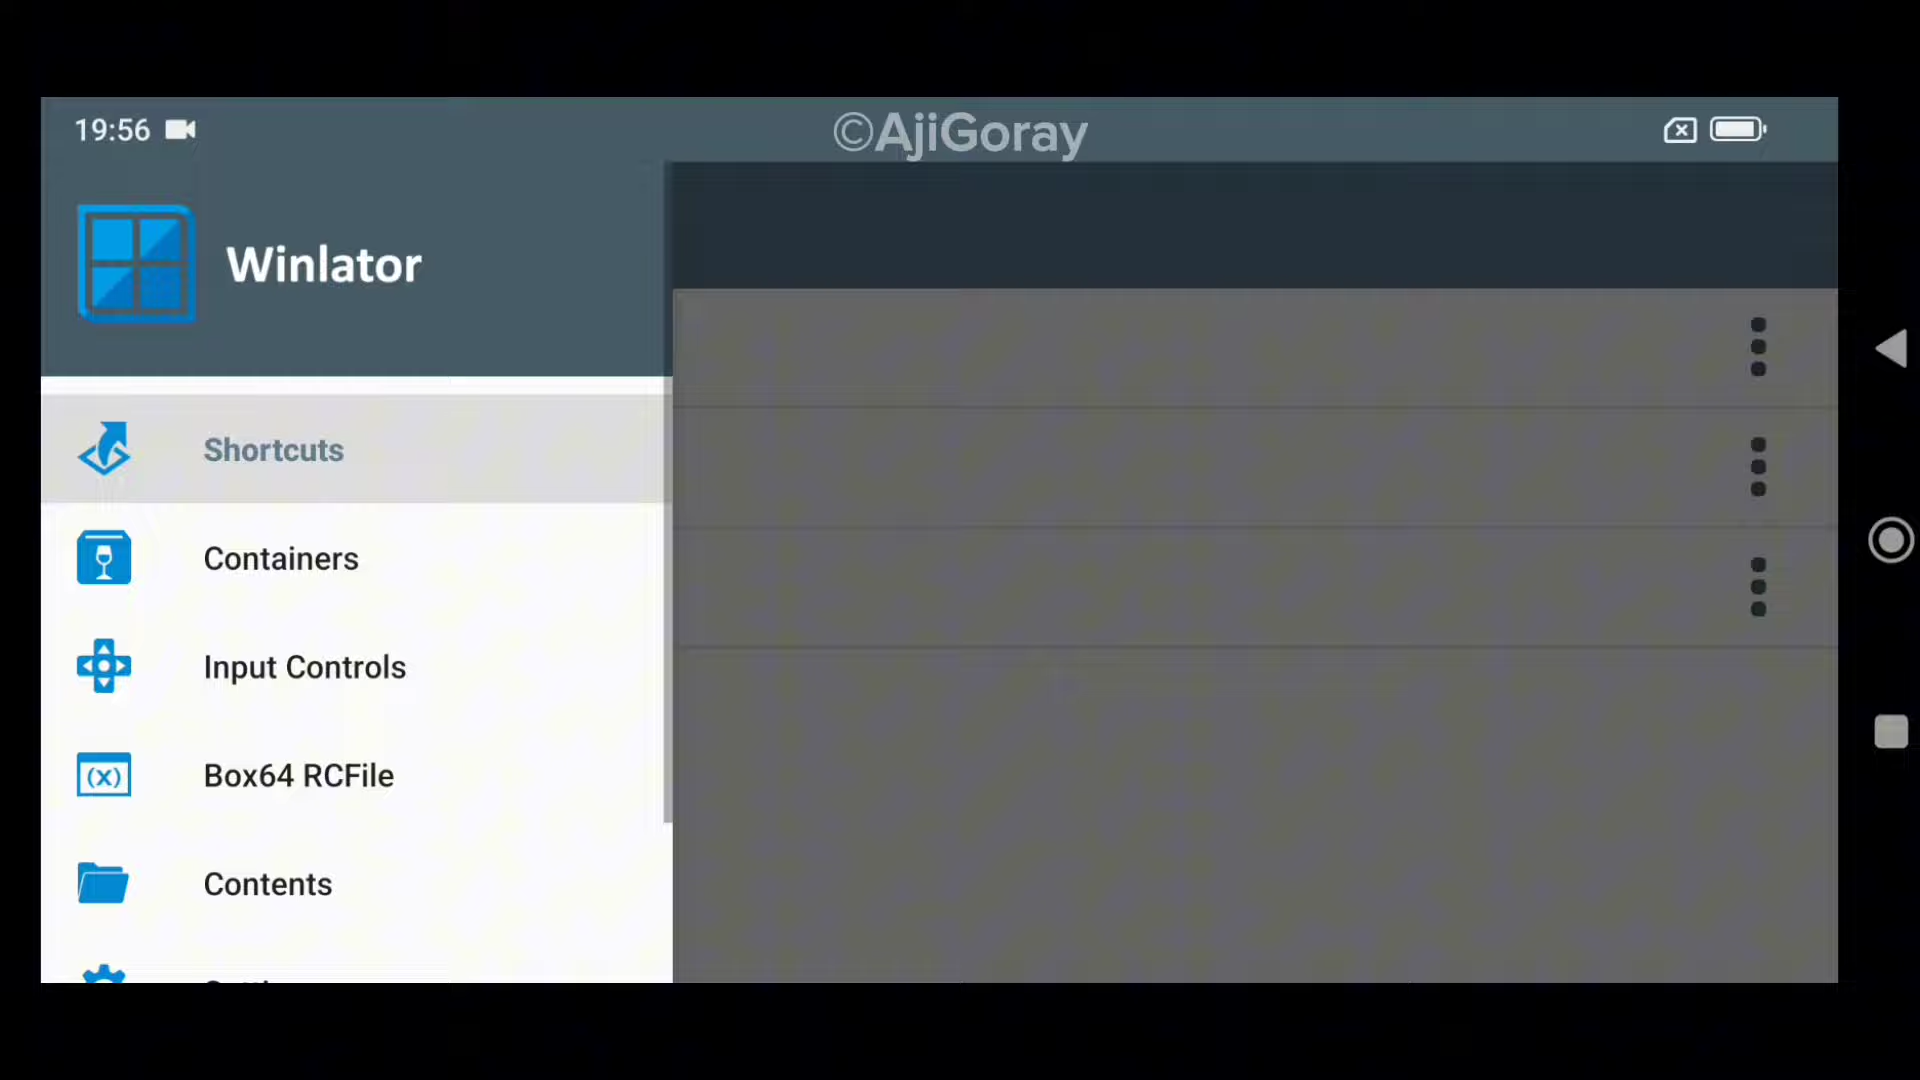 19:56
©AjiGoray
Winlator
Shortcuts
Containers
Input Controls
(x)
Box64 RCFile
Contents